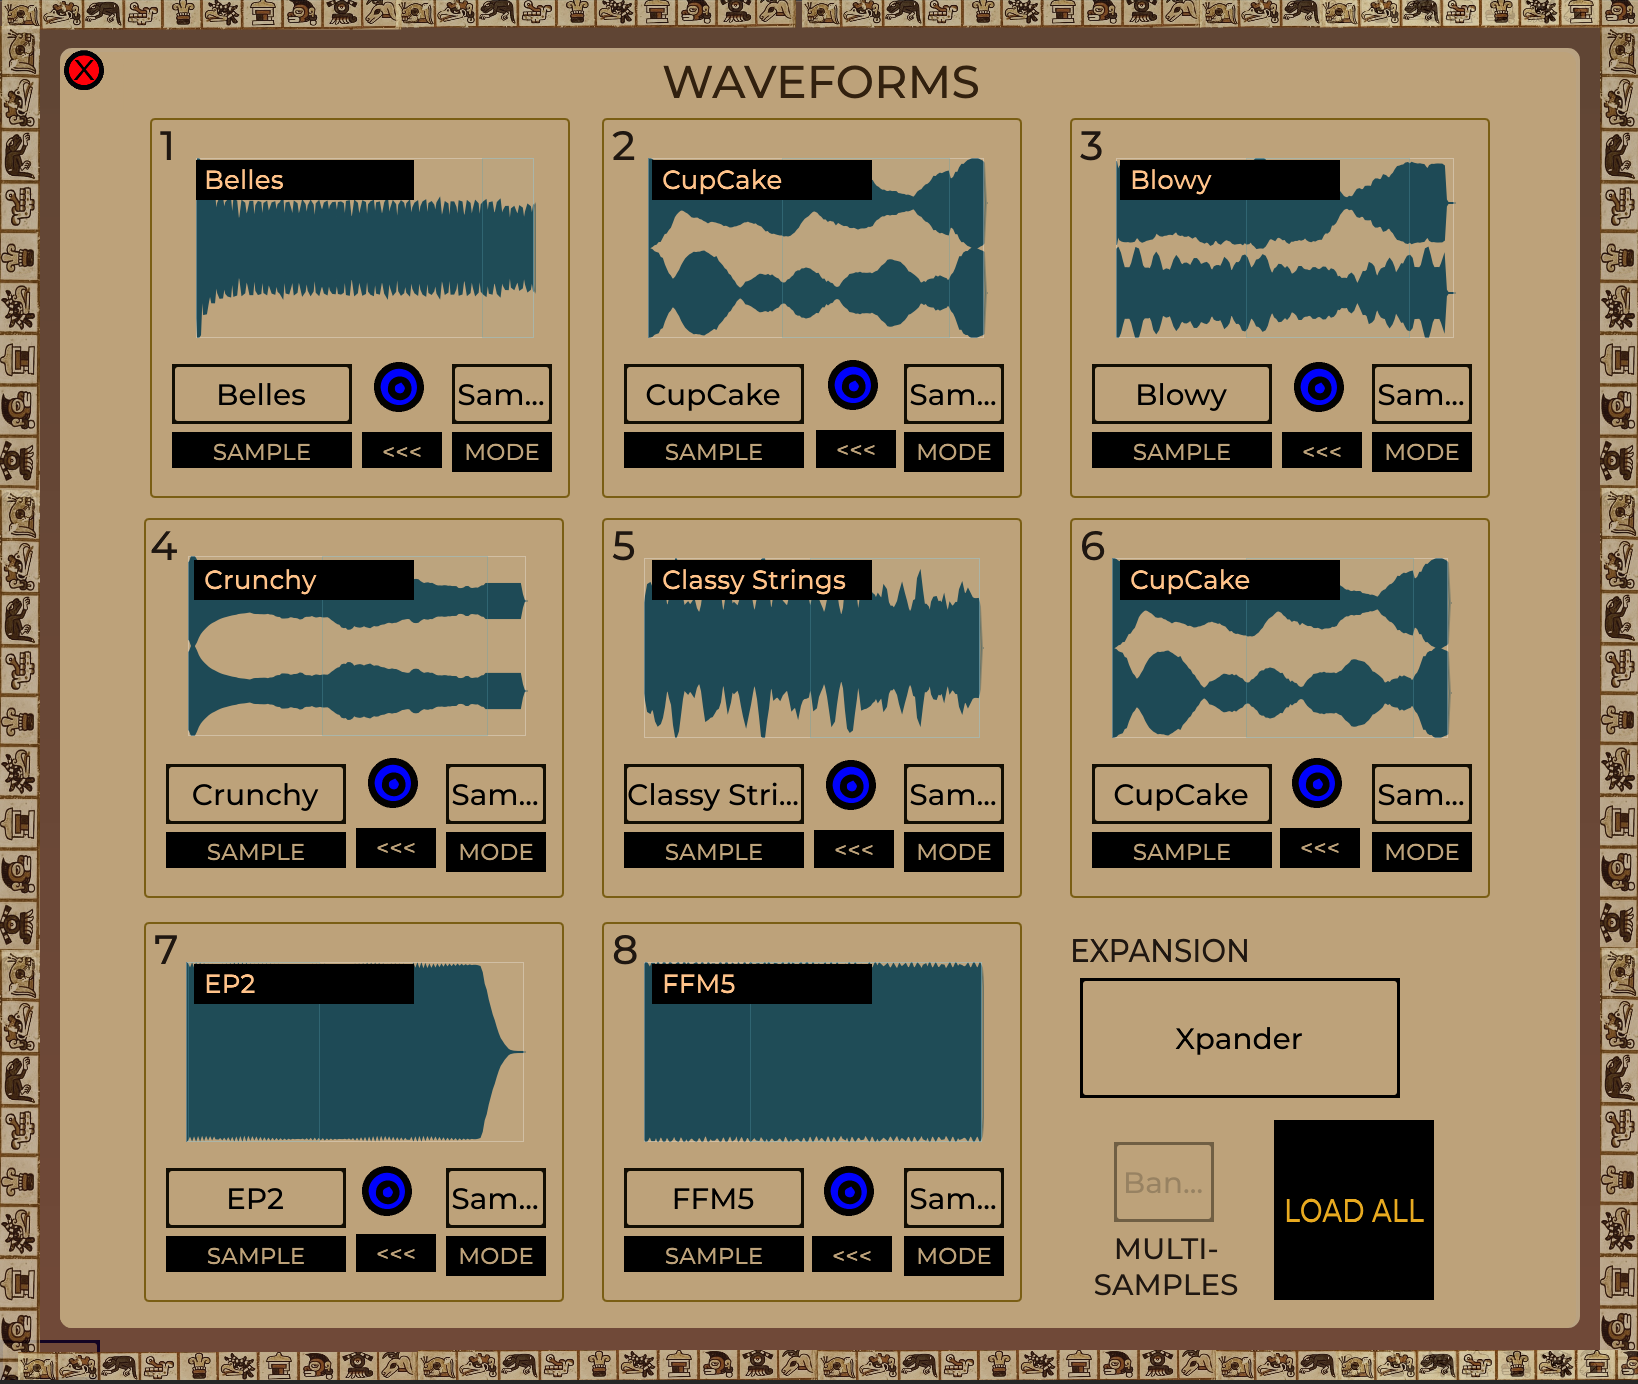 X
WAVEFORMS
1
Belles
Belles
Sam...
SAMPLE
<<<
MODE
2
CupCake
CupCake
Sam...
SAMPLE
<<<
MODE
3
Blowy
Blowy
Sam...
SAMPLE
<<<
MODE
4
Crunchy
Crunchy
Sam...
SAMPLE
<<<
MODE
5
Classy Strings
Classy Stri...
Sam...
SAMPLE
<<<
MODE
6
CupCake
CupCake
Sam...
SAMPLE
<<<
MODE
7
EP2
EP2
Sam...
SAMPLE
<<<
MODE
8
FFM5
FFM5
Sam...
SAMPLE
<<<
MODE
EXPANSION
Xpander
Ban...
MULTI-
SAMPLES
LOAD ALL